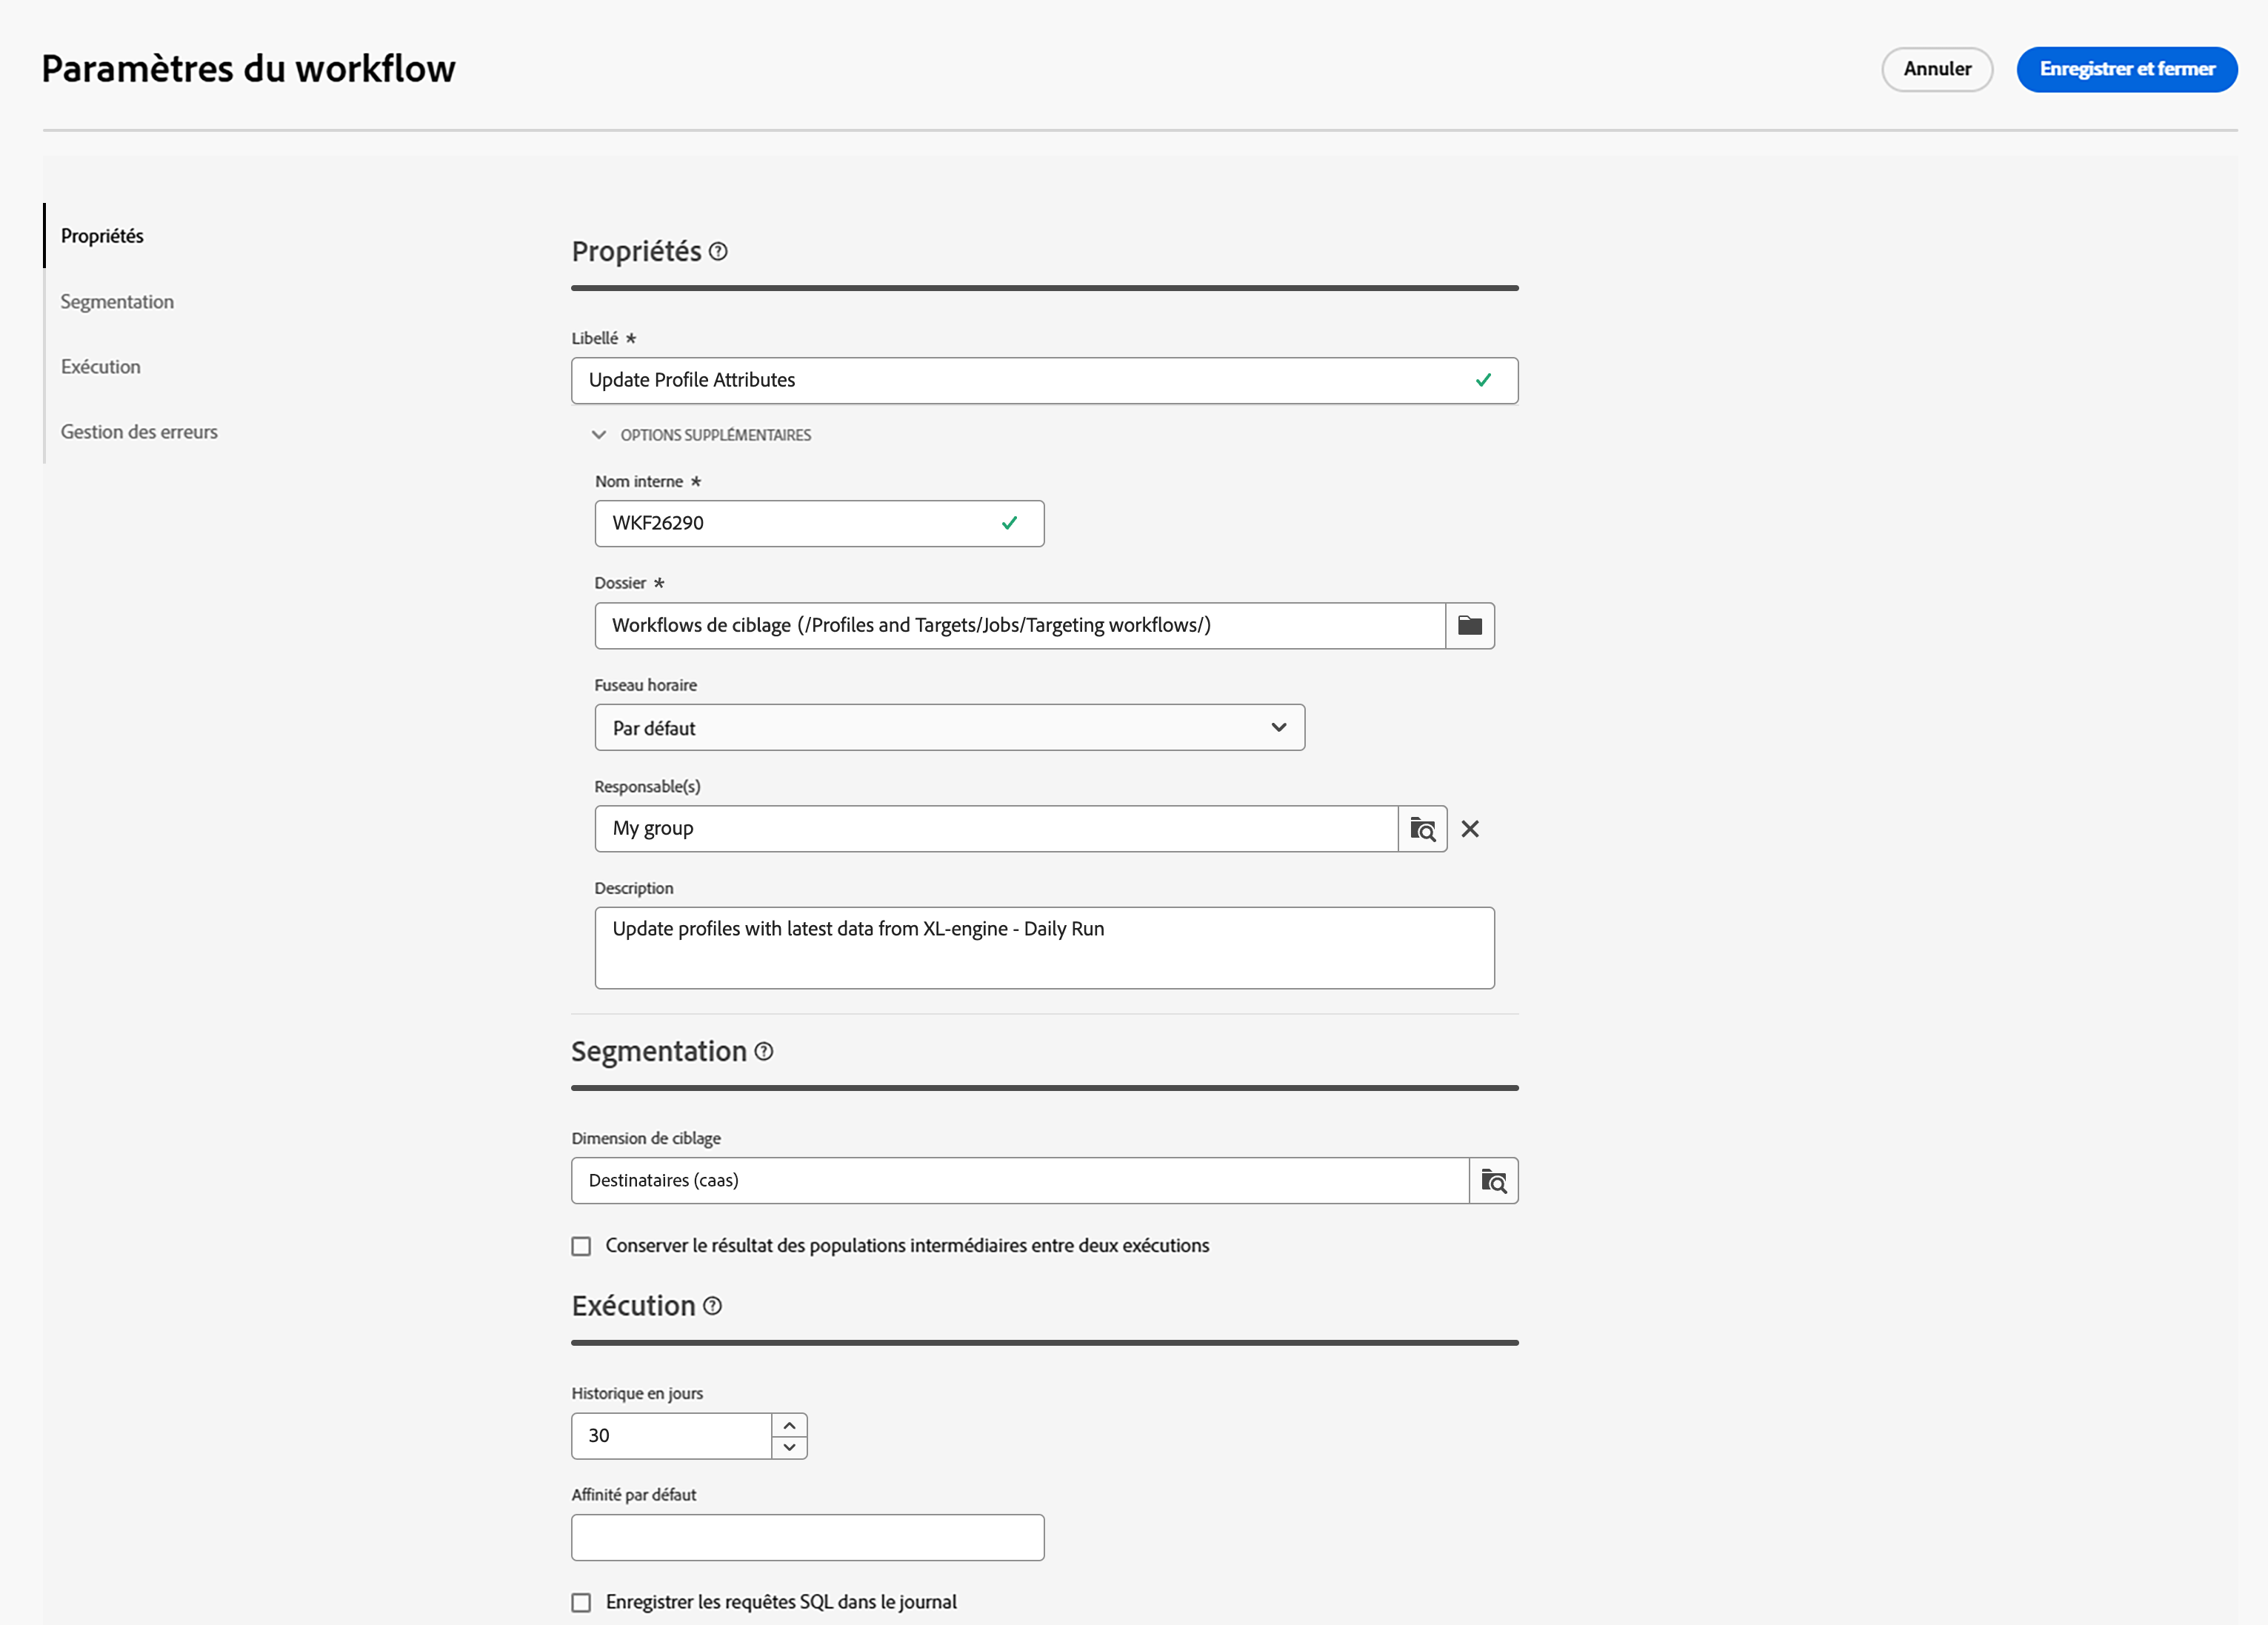 Paramètres du workflow
Annuler
Enregistrer et fermer
Propriétés
Segmentation
Exécution
Gestion des erreurs
Propriétés
Libellé *
Update Profile Attributes
OPTIONS SUPPLÉMENTAIRES
Nom interne *
WKF26290
Dossier *
Workflows de ciblage (/Profiles and Targets/Jobs/Targeting workflows/)
Fuseau horaire
Par défaut
Responsable(s)
My group
Description
Update profiles with latest data from XL-engine - Daily Run
Segmentation
Dimension de ciblage
Destinataires (caas)
Conserver le résultat des populations intermédiaires entre deux exécutions
Exécution
Historique en jours
30
Affinité par défaut
Enregistrer les requêtes SQL dans le journal